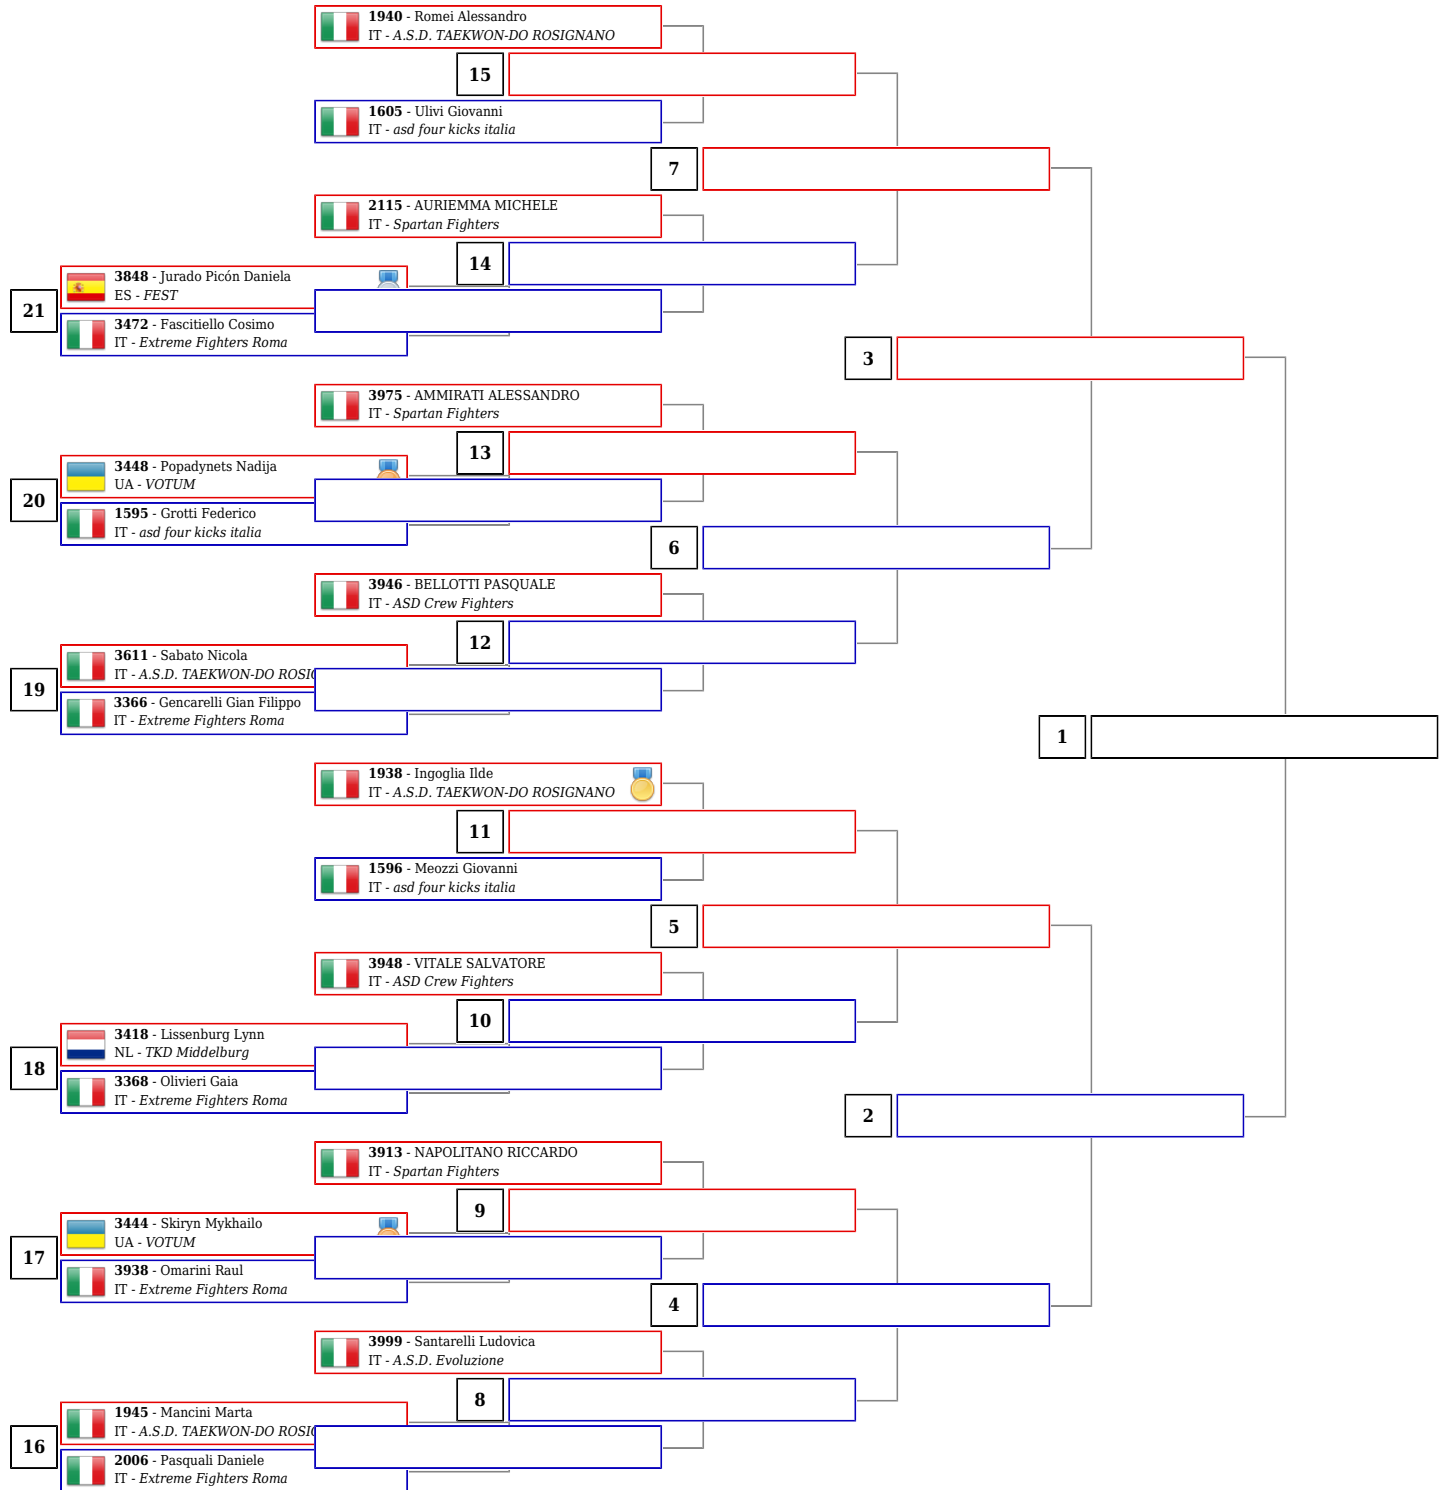 1940 - Romei Alessandro
IT - A.S.D. TAEKWON-DO ROSIGNANO
15
1605 - Ulivi Giovanni
IT - asd four kicks italia
7
2115 - AURIEMMA MICHELE
IT - Spartan Fighters
14
3848 - Jurado Picón Daniela
ES - FEST
21
3472 - Fascitiello Cosimo
IT - Extreme Fighters Roma
3
3975 - AMMIRATI ALESSANDRO
IT - Spartan Fighters
13
3448 - Popadynets Nadija
UA - VOTUM
20
1595 - Grotti Federico
IT - asd four kicks italia
6
3946 - BELLOTTI PASQUALE
IT - ASD Crew Fighters
12
3611 - Sabato Nicola
IT - A.S.D. TAEKWON-DO ROSIG
19
3366 - Gencarelli Gian Filippo
IT - Extreme Fighters Roma
1
1938 - Ingoglia Ilde
IT - A.S.D. TAEKWON-DO ROSIGNANO
11
1596 - Meozzi Giovanni
IT - asd four kicks italia
5
3948 - VITALE SALVATORE
IT - ASD Crew Fighters
10
3418 - Lissenburg Lynn
NL - TKD Middelburg
18
3368 - Olivieri Gaia
IT - Extreme Fighters Roma
2
3913 - NAPOLITANO RICCARDO
IT - Spartan Fighters
9
3444 - Skiryn Mykhailo
UA - VOTUM
17
3938 - Omarini Raul
IT - Extreme Fighters Roma
4
3999 - Santarelli Ludovica
IT - A.S.D. Evoluzione
8
1945 - Mancini Marta
IT - A.S.D. TAEKWON-DO ROSIG
16
2006 - Pasquali Daniele
IT - Extreme Fighters Roma